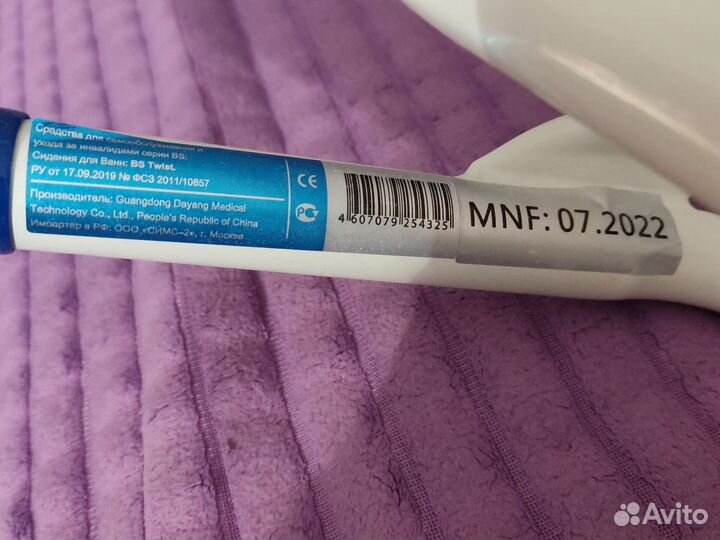 Средства для самообслуживания и
ухода за инвалидами серии BS:
Сидения для Ванн: BS Twist.
РУ от 17.09.2019 № ФСЗ 2011/10857
Производитель: Guangdong Dayang Medical
Technology Co., Ltd., People's Republic of China
Импортер в РФ: ООО «СИМС-2», г. Москва
CE
4 607079 254325
MNF: 07.2022
Avito